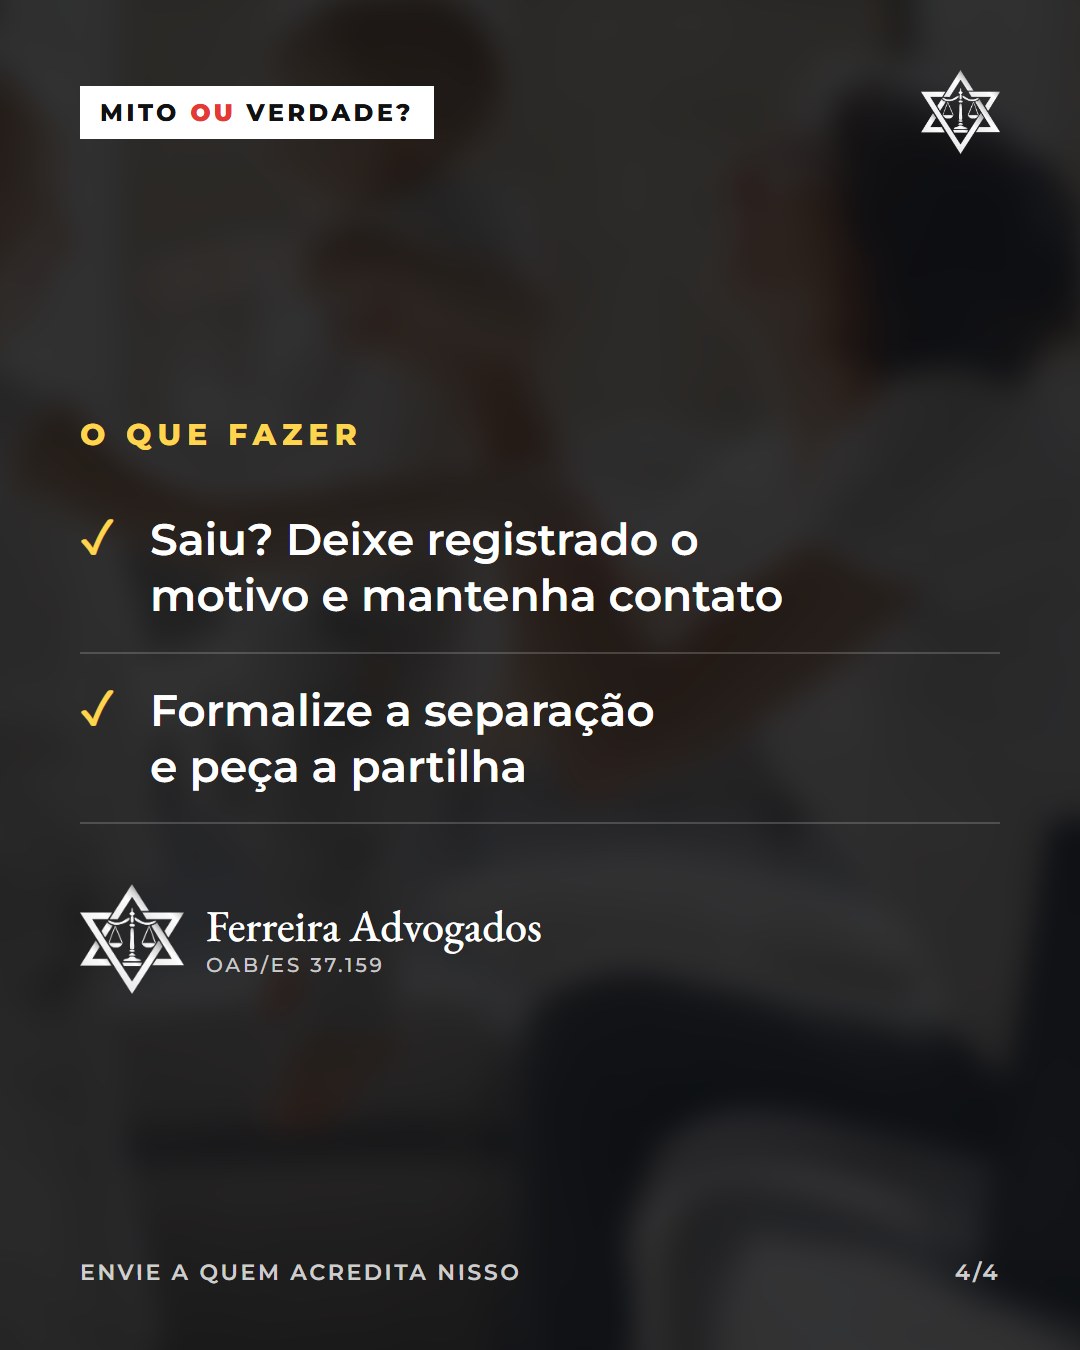 MITO OU VERDADE?
O QUE FAZER
✓ Saiu? Deixe registrado o
motivo e mantenha contato
✓ Formalize a separação
e peça a partilha
Ferreira Advogados
OAB/ES 37.159
ENVIE A QUEM ACREDITA NISSO
4/4